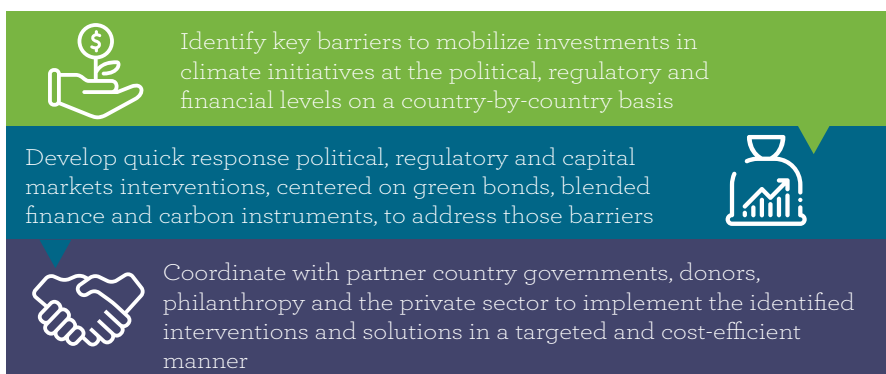 $
Identify key barriers to mobilize investments in
climate initiatives at the political, regulatory and
financial levels on a country-by-country basis
Develop quick response political, regulatory and capital
markets interventions, centered on green bonds, blended
finance and carbon instruments, to address those barriers
Coordinate with partner country governments, donors,
philanthropy and the private sector to implement the identified
interventions and solutions in a targeted and cost-efficient
manner